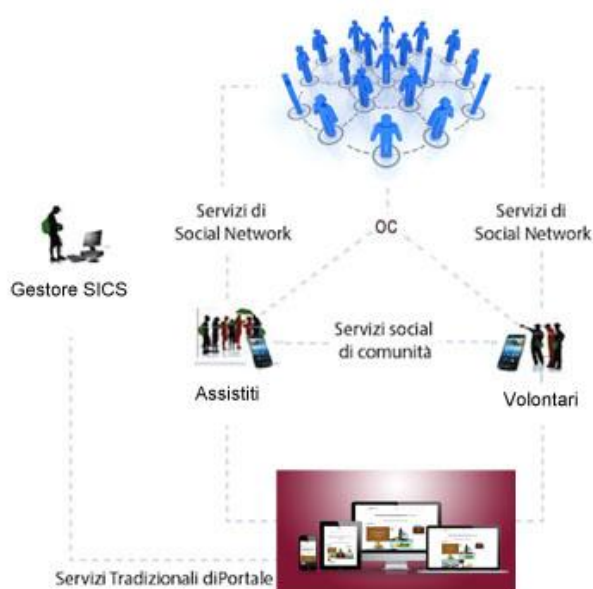 Servizi di
Social Network
OC
Servizi di
Social Network
Gestore SICS
Servizi social
di comunità
Assistiti
Volontari
Servizi Tradizionali diPortale